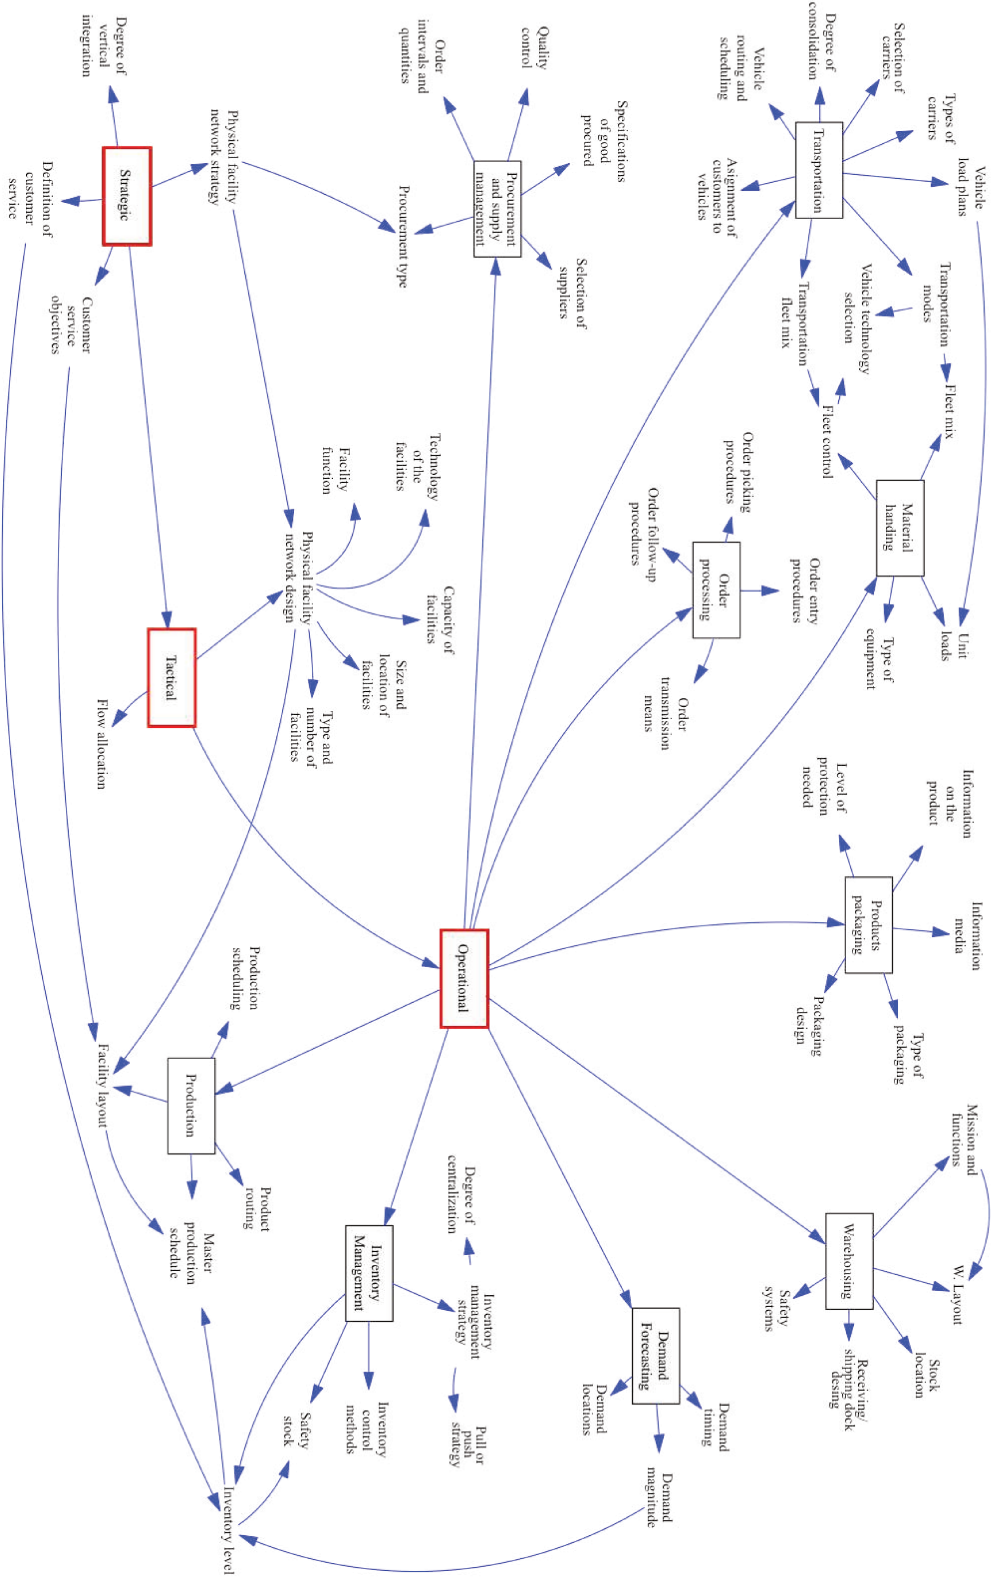 Vehicle
load plans
Types of
carriers
Selection of
carriers
Degree of
consolidation
Vehicle
routing and
scheduling
Transportation
Asignment of
customers to
vehicles
Transportation
modes
Vehicle technology
selection
Transportation
fleet mix
Fleet mix
Fleet control
Material
handing
Unit
loads
Type of
equipment
Order picking
procedures
Order follow-up
procedures
Order
processing
Order entry
procedures
Order
transmission
means
Information
on the
product
Level of
protection
needed
Products
packaging
Information
media
Packaging
design
Type of
packaging
Mission and
functions
W. Layout
Warehousing
Safety
systems
Stock
location
Receiving/
shipping dock
desing
Specifications
of good
procured
Quality
control
Order
intervals and
quantities
Procurement
and supply
management
Selection of
suppliers
Procurement type
Operational
Demand
Forecasting
Demand
timing
Demand
locations
Demand
magnitude
Degree of
centralization
Inventory
management
strategy
Pull or
push
strategy
Inventory
Management
Inventory
control
methods
Safety
stock
Inventory level
Technology
of the
facilities
Facility
function
Capacity of
facilities
Size and
location of
facilities
Type and
number of
facilities
Physical facility
network design
Physical facility
network strategy
Degree of
vertical
integration
Strategic
Definition of
customer
service
Customer
service
objectives
Tactical
Flow allocation
Production
scheduling
Production
Product
routing
Master
production
schedule
Facility layout